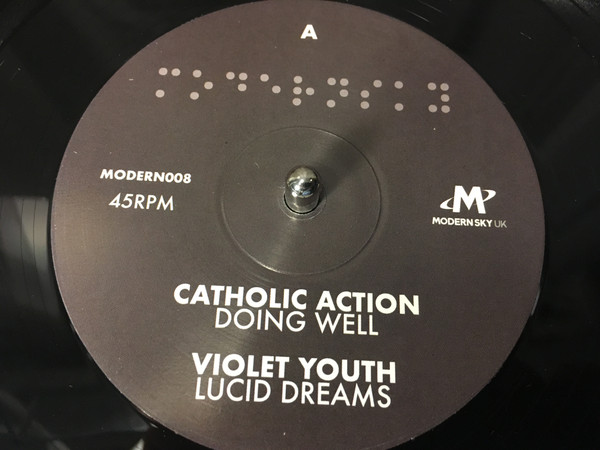 A
MODERN008
45RPM
M
MODERN SKY UK
CATHOLIC ACTION
DOING WELL
VIOLET YOUTH
LUCID DREAMS